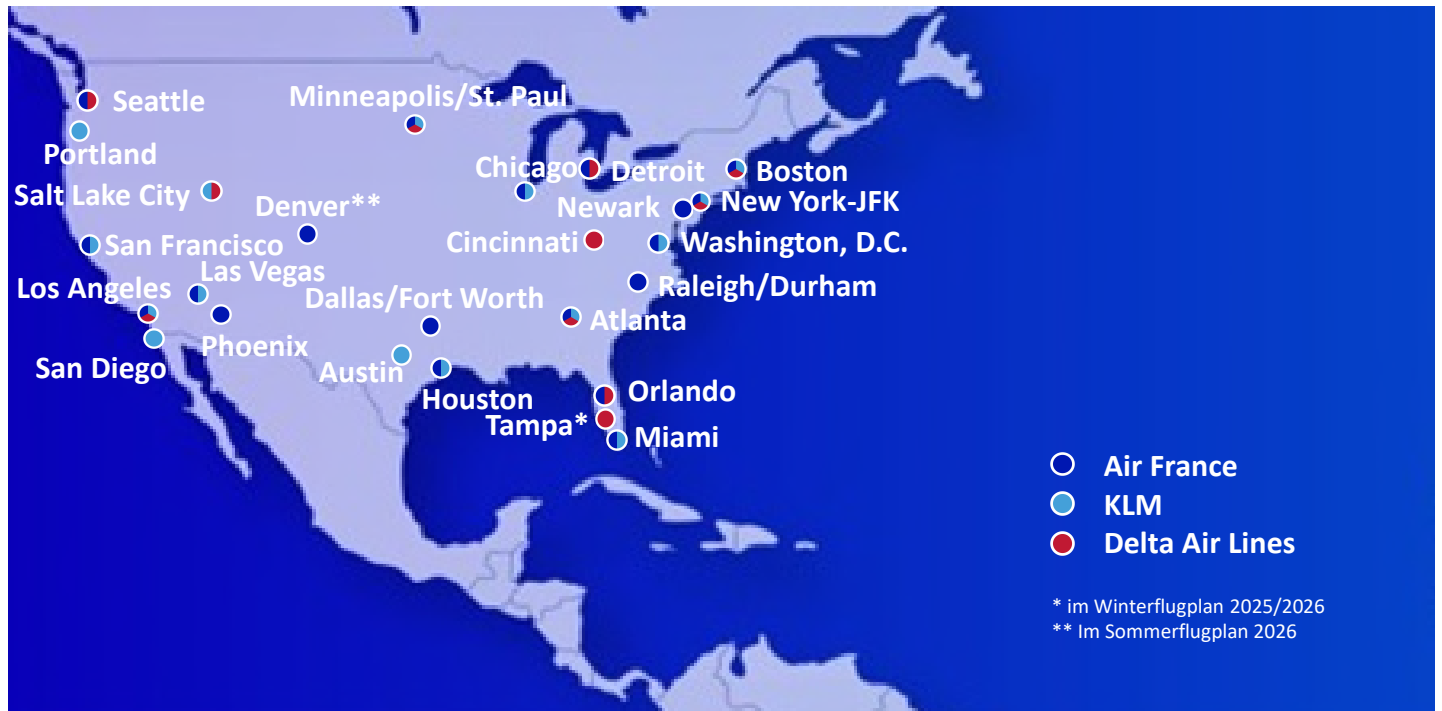 Seattle
Minneapolis/St. Paul
Portland
Chicago
Detroit
Boston
Salt Lake City
Denver**
Newark
New York-JFK
San Francisco
Cincinnati
Washington, D.C.
Las Vegas
Los Angeles
Dallas/Fort Worth
Raleigh/Durham
Atlanta
Phoenix
San Diego
Austin
Houston
Orlando
Tampa*
Miami
Air France
KLM
Delta Air Lines
* im Winterflugplan 2025/2026
** Im Sommerflugplan 2026